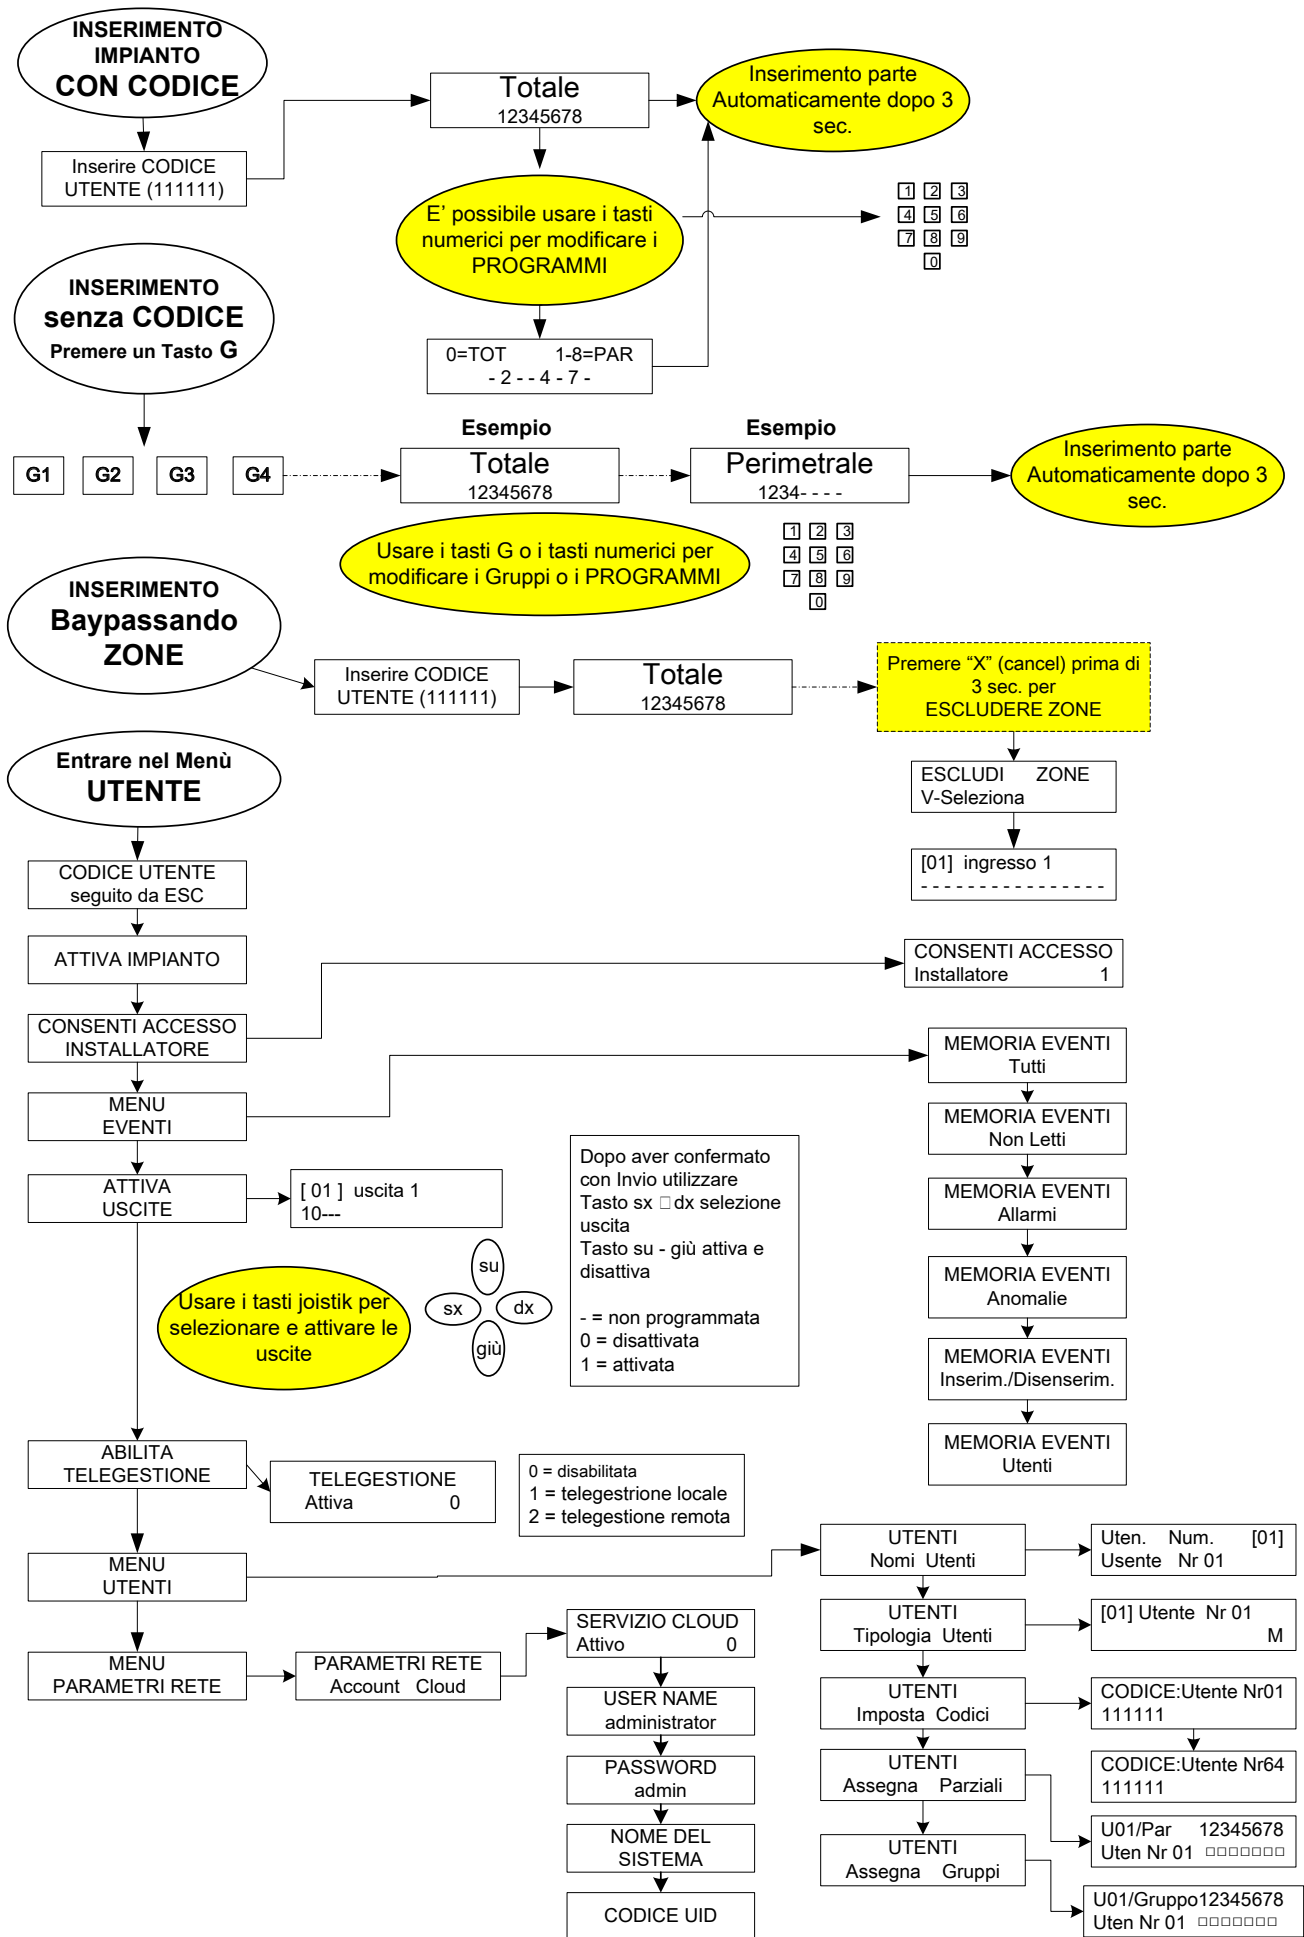 INSERIMENTO
IMPIANTO
CON CODICE
Inserire CODICE
UTENTE (111111)
Totale
12345678
Inserimento parte
Automaticamente dopo 3
sec.
E' possibile usare i tasti
numerici per modificare i
PROGRAMMI
1 2 3
4 5 6
7 8 9
0
0=TOT 1-8=PAR
- 2 - - 4 - 7 -
INSERIMENTO
senza CODICE
Premere un Tasto G
G1 G2 G3 G4
Esempio
Totale
12345678
Esempio
Perimetrale
1234- - - -
Inserimento parte
Automaticamente dopo 3
sec.
Usare i tasti G o i tasti numerici per
modificare i Gruppi o i PROGRAMMI
1 2 3
4 5 6
7 8 9
0
INSERIMENTO
Baypassando
ZONE
Inserire CODICE
UTENTE (111111)
Totale
12345678
Premere “X” (cancel) prima di
3 sec. per
ESCLUDERE ZONE
ESCLUDI ZONE
V-Seleziona
[01] ingresso 1
- - - - - - - - - - - - - - - -
Entrare nel Menù
UTENTE
CODICE UTENTE
seguito da ESC
ATTIVA IMPIANTO
CONSENTI ACCESSO
INSTALLATORE
CONSENTI ACCESSO
Installatore 1
MENU
EVENTI
MEMORIA EVENTI
Tutti
MEMORIA EVENTI
Non Letti
MEMORIA EVENTI
Allarmi
MEMORIA EVENTI
Anomalie
MEMORIA EVENTI
Inserim./Disenserim.
MEMORIA EVENTI
Utenti
ATTIVA
USCITE
[ 01 ] uscita 1
10---
Usare i tasti joistik per
selezionare e attivare le
uscite
su
sx dx
giù
Dopo aver confermato
con Invio utilizzare
Tasto sx □ dx selezione
uscita
Tasto su - giù attiva e
disattiva
- = non programmata
0 = disattivata
1 = attivata
ABILITA
TELEGESTIONE
TELEGESTIONE
Attiva 0
0 = disabilitata
1 = telegestrione locale
2 = telegestione remota
MENU
UTENTI
UTENTI
Nomi Utenti
Uten. Num. [01]
Usente Nr 01
UTENTI
Tipologia Utenti
[01] Utente Nr 01
M
UTENTI
Imposta Codici
CODICE:Utente Nr01
111111
CODICE:Utente Nr64
111111
UTENTI
Assegna Parziali
U01/Par 12345678
Uten Nr 01 □□□□□□□
UTENTI
Assegna Gruppi
U01/Gruppo12345678
Uten Nr 01 □□□□□□□
MENU
PARAMETRI RETE
PARAMETRI RETE
Account Cloud
SERVIZIO CLOUD
Attivo 0
USER NAME
administrator
PASSWORD
admin
NOME DEL
SISTEMA
CODICE UID